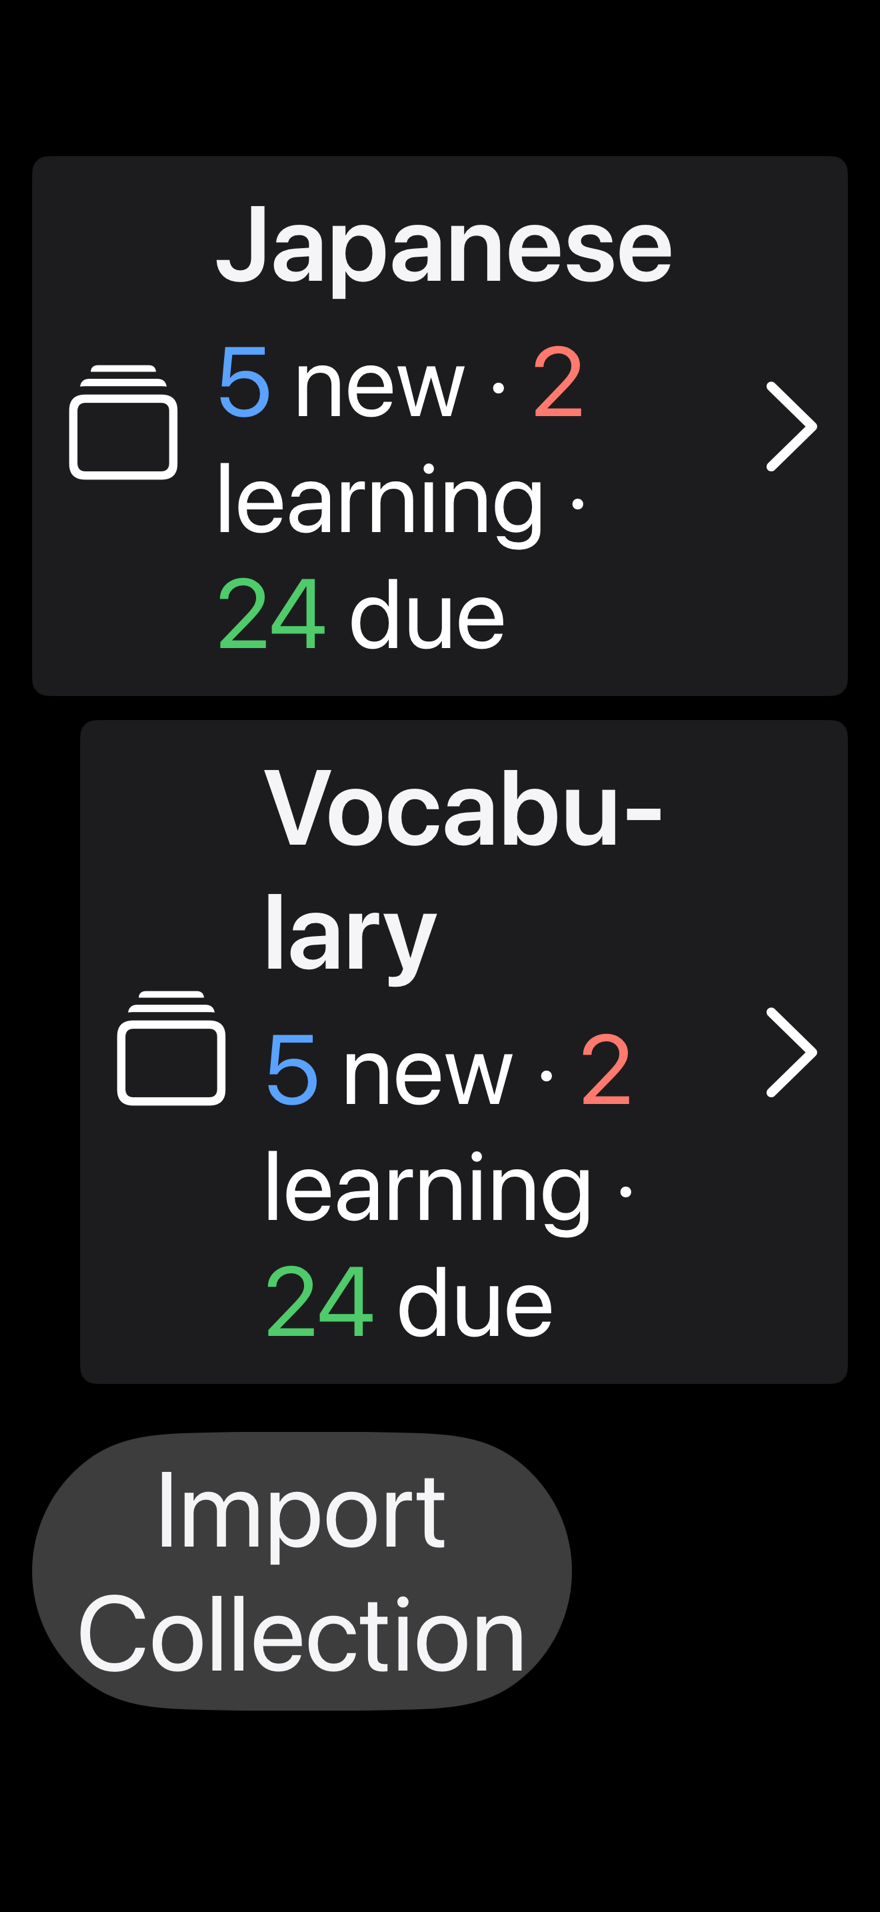 Japanese
5 new · 2
learning ·
24 due
Vocabu-
lary
5 new · 2
learning ·
24 due
Import
Collection